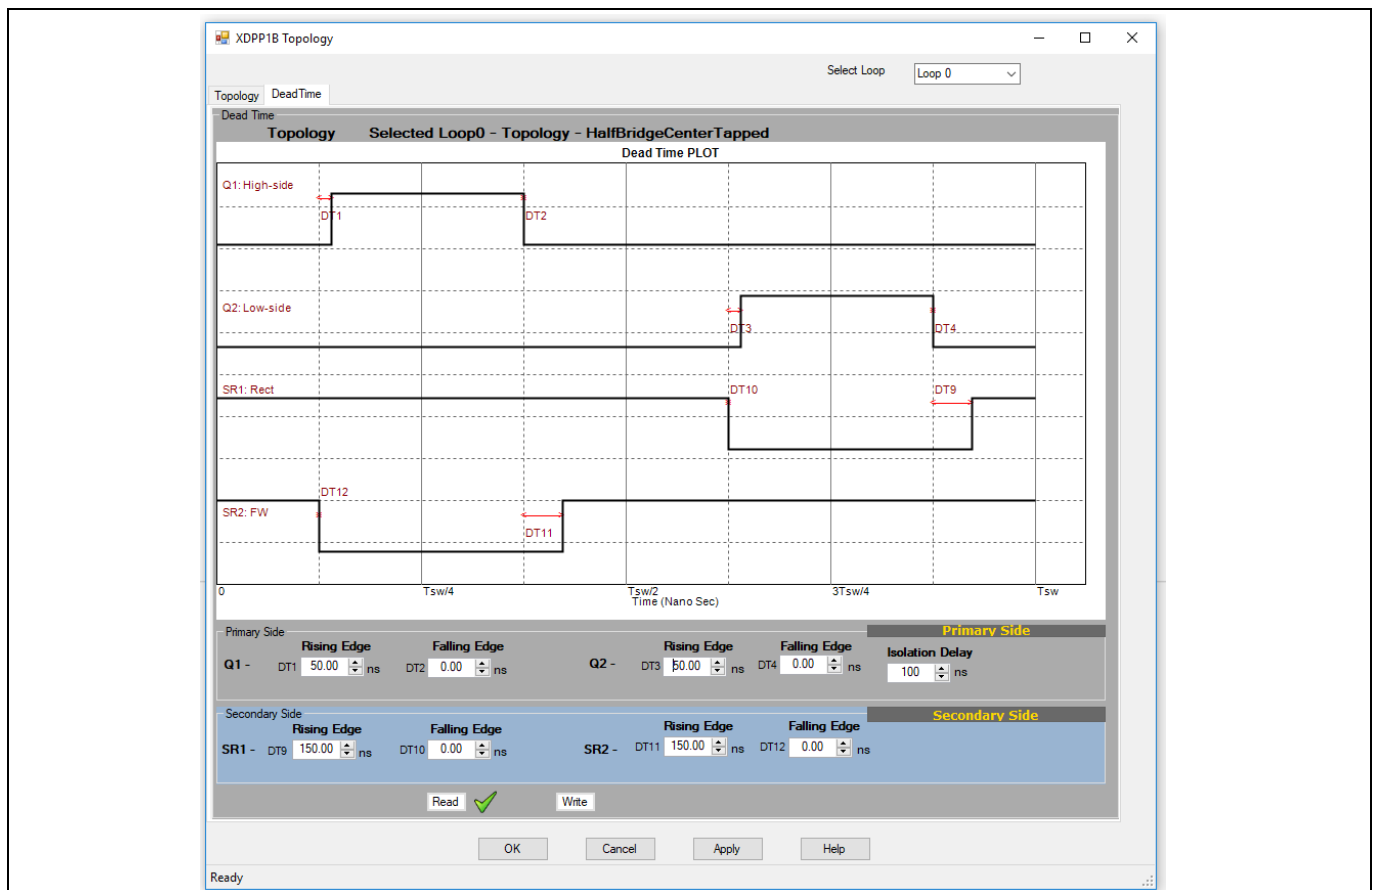 XDPP1B Topology
Select Loop Loop 0
Topology DeadTime
Dead Time
Topology Selected Loop0 - Topology - HalfBridgeCenterTapped
Dead Time PLOT
Q1: High-side
DT1 DT2
Q2: Low-side
DT3 DT4
SR1: Rect DT10 DT9
DT12
SR2: FW
DT11
0 Tsw/4 Tsw/2 3Tsw/4 Tsw
Time (Nano Sec)
Primary Side Primary Side
Rising Edge Falling Edge Rising Edge Falling Edge Isolation Delay
Q1 - DT1 50.00 ns DT2 0.00 ns Q2 - DT3 50.00 ns DT4 0.00 ns 100 ns
Secondary Side Secondary Side
Rising Edge Falling Edge Rising Edge Falling Edge
SR1 - DT9 150.00 ns DT10 0.00 ns SR2 - DT11 150.00 ns DT12 0.00 ns
Read Write
OK Cancel Apply Help
Ready